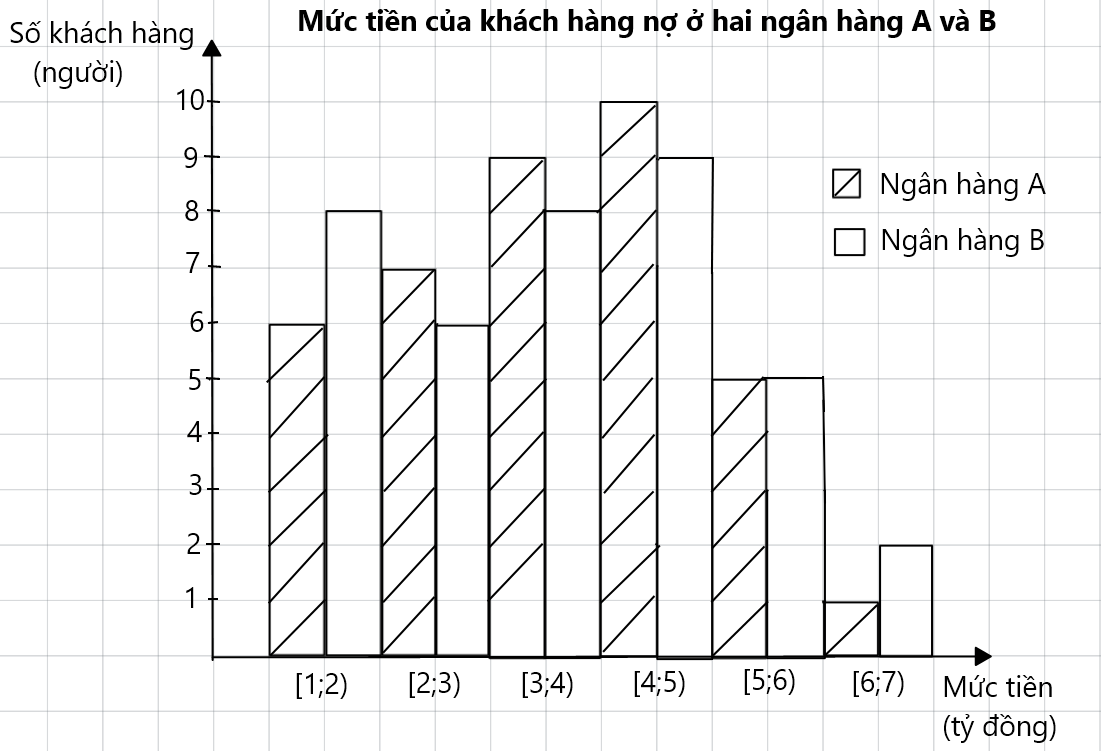 Mức tiền của khách hàng nợ ở hai ngân hàng A và B
Số khách hàng
(người)
10
9
8
7
6
5
4
3
2
1
Ngân hàng A
Ngân hàng B
[1;2)
[2;3)
[3;4)
[4;5)
[5;6)
[6;7)
Mức tiền
(tỷ đồng)